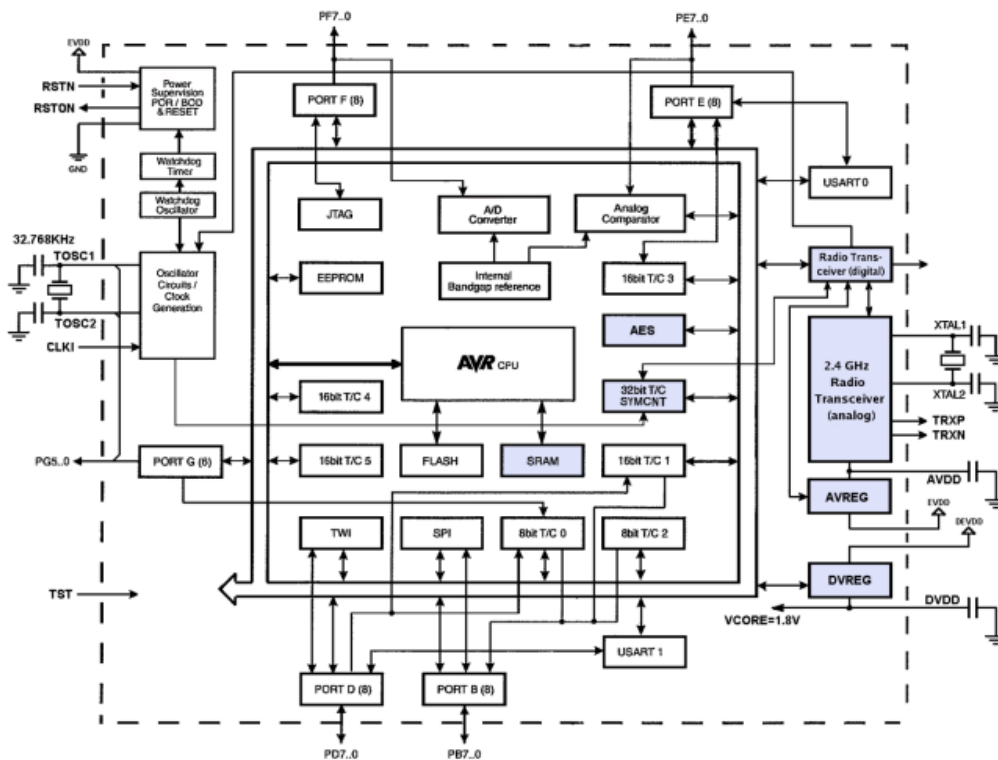 PF7..0
PE7..0
EVDD
RSTN
RSTON
GND
Power
Supervision
POR / BOD
& RESET
PORT F (8)
PORT E (8)
Watchdog
Timer
Watchdog
Oscillator
USART 0
JTAG
A/D
Converter
Analog
Comparator
32.768KHz
TOSC1
TOSC2
CLKI
Oscillator
Circuits /
Clock
Generation
EEPROM
Internal
Bandgap reference
16bit T/C 3
Radio Trans-
ceiver (digital)
AES
AVR CPU
2.4 GHz
Radio
Transceiver
(analog)
XTAL1
XTAL2
TRXP
TRXN
16bit T/C 4
32bit T/C
SYMCNT
PG5..0
PORT G (6)
16bit T/C 5
FLASH
SRAM
16bit T/C 1
AVDD
AVREG
EVDD
TWI
SPI
8bit T/C 0
8bit T/C 2
DEVDD
DVREG
TST
DVDD
VCORE=1.8V
USART 1
PORT D (8)
PORT B (8)
PD7..0
PB7..0